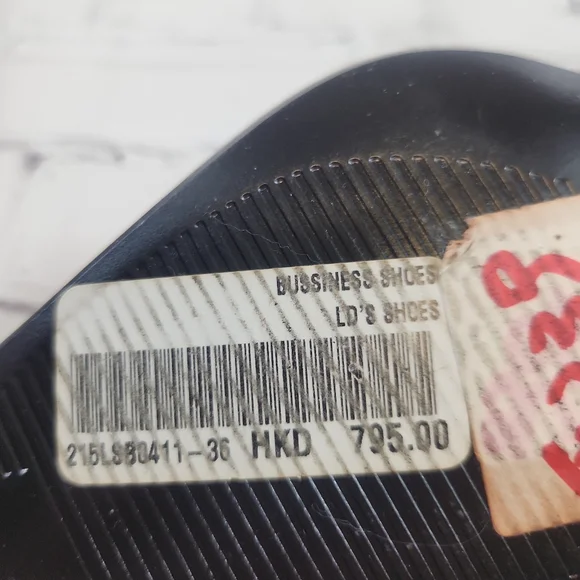 BUSSINESS SHOES
LD'S SHOES
215LSB0411-36 HKD 795.00